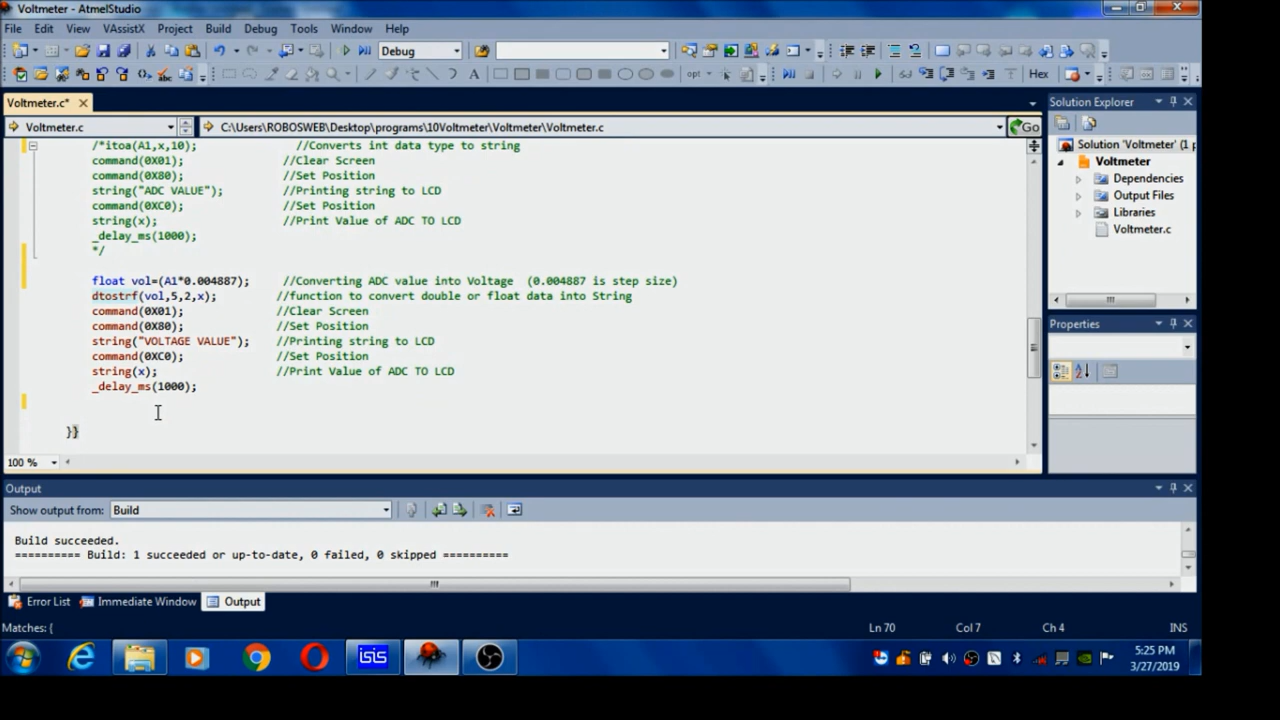 Voltmeter - AtmelStudio
File Edit View VAssistX Project Build Debug Tools Window Help
Debug
opt Hex
Voltmeter.c*
Voltmeter.c C:\Users\ROBOSWEB\Desktop\programs\10Voltmeter\Voltmeter\Voltmeter.c Go
/*itoa(A1,x,10); //Converts int data type to string
command(0X01); //Clear Screen
command(0X80); //Set Position
string("ADC VALUE"); //Printing string to LCD
command(0XC0); //Set Position
string(x); //Print Value of ADC TO LCD
_delay_ms(1000);
*/
float vol=(A1*0.004887); //Converting ADC value into Voltage (0.004887 is step size)
dtostrf(vol,5,2,x); //function to convert double or float data into String
command(0X01); //Clear Screen
command(0X80); //Set Position
string("VOLTAGE VALUE"); //Printing string to LCD
command(0XC0); //Set Position
string(x); //Print Value of ADC TO LCD
_delay_ms(1000);
}}
100 %
Solution Explorer
Solution 'Voltmeter' (1 p
Voltmeter
Dependencies
Output Files
Libraries
Voltmeter.c
Properties
Output
Show output from: Build
Build succeeded.
========== Build: 1 succeeded or up-to-date, 0 failed, 0 skipped ==========
Error List Immediate Window Output
Matches: { Ln 70 Col 7 Ch 4 INS
isis
5:25 PM
3/27/2019